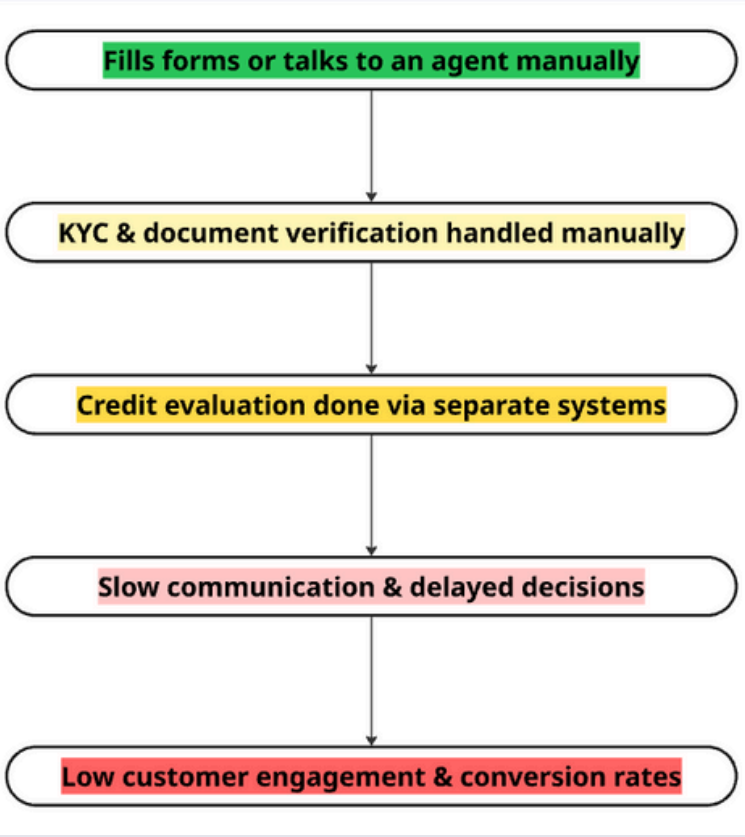 Fills forms or talks to an agent manually
KYC & document verification handled manually
Credit evaluation done via separate systems
Slow communication & delayed decisions
Low customer engagement & conversion rates